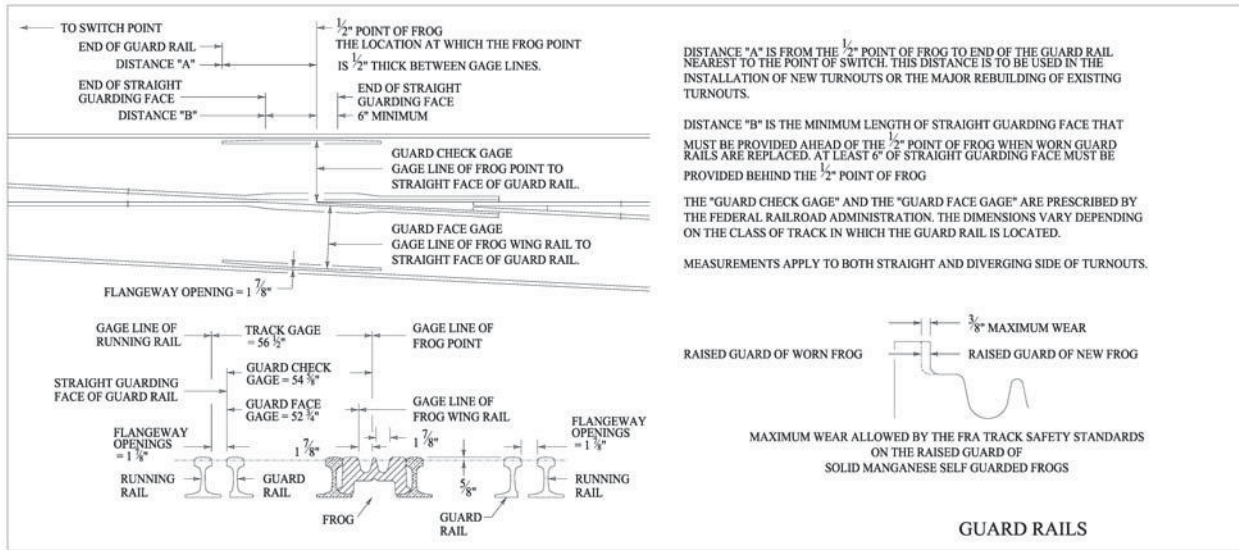 TO SWITCH POINT
1/2" POINT OF FROG
THE LOCATION AT WHICH THE FROG POINT
IS 1/2" THICK BETWEEN GAGE LINES.
END OF GUARD RAIL
DISTANCE "A"
END OF STRAIGHT
GUARDING FACE
DISTANCE "B"
END OF STRAIGHT
GUARDING FACE
6" MINIMUM
GUARD CHECK GAGE
GAGE LINE OF FROG POINT TO
STRAIGHT FACE OF GUARD RAIL.
GUARD FACE GAGE
GAGE LINE OF FROG WING RAIL TO
STRAIGHT FACE OF GUARD RAIL.
FLANGEWAY OPENING = 1 7/8"
GAGE LINE OF
RUNNING RAIL
TRACK GAGE
= 56 1/2"
GAGE LINE OF
FROG POINT
STRAIGHT GUARDING
FACE OF GUARD RAIL
GUARD CHECK
GAGE = 54 5/8"
GUARD FACE
GAGE = 52 3/4"
GAGE LINE OF
FROG WING RAIL
FLANGEWAY
OPENINGS
= 1 7/8"
1 7/8"
1 7/8"
FLANGEWAY
OPENINGS
= 1 7/8"
RUNNING
RAIL
GUARD
RAIL
FROG
5/8"
GUARD
RAIL
RUNNING
RAIL
DISTANCE "A" IS FROM THE 1/2" POINT OF FROG TO END OF THE GUARD RAIL
NEAREST TO THE POINT OF SWITCH. THIS DISTANCE IS TO BE USED IN THE
INSTALLATION OF NEW TURNOUTS OR THE MAJOR REBUILDING OF EXISTING
TURNOUTS.
DISTANCE "B" IS THE MINIMUM LENGTH OF STRAIGHT GUARDING FACE THAT
MUST BE PROVIDED AHEAD OF THE 1/2" POINT OF FROG WHEN WORN GUARD
RAILS ARE REPLACED. AT LEAST 6" OF STRAIGHT GUARDING FACE MUST BE
PROVIDED BEHIND THE 1/2" POINT OF FROG
THE "GUARD CHECK GAGE" AND THE "GUARD FACE GAGE" ARE PRESCRIBED BY
THE FEDERAL RAILROAD ADMINISTRATION. THE DIMENSIONS VARY DEPENDING
ON THE CLASS OF TRACK IN WHICH THE GUARD RAIL IS LOCATED.
MEASUREMENTS APPLY TO BOTH STRAIGHT AND DIVERGING SIDE OF TURNOUTS.
3/8" MAXIMUM WEAR
RAISED GUARD OF WORN FROG
RAISED GUARD OF NEW FROG
MAXIMUM WEAR ALLOWED BY THE FRA TRACK SAFETY STANDARDS
ON THE RAISED GUARD OF
SOLID MANGANESE SELF GUARDED FROGS
GUARD RAILS